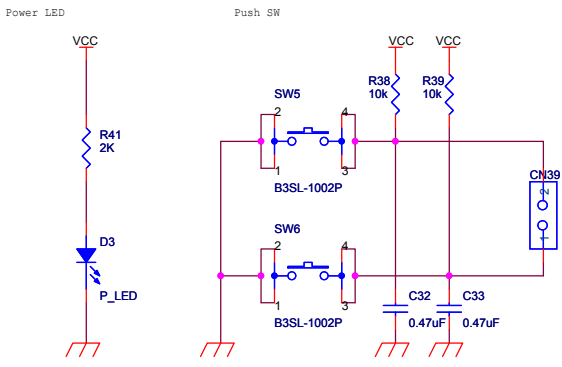 Power LED
Push SW
VCC
VCC
VCC
R38
10k
R39
10k
SW5
2
4
R41
2K
1
3
B3SL-1002P
CN39
2
1
SW6
D3
2
4
P_LED
1
3
B3SL-1002P
C32
0.47uF
C33
0.47uF